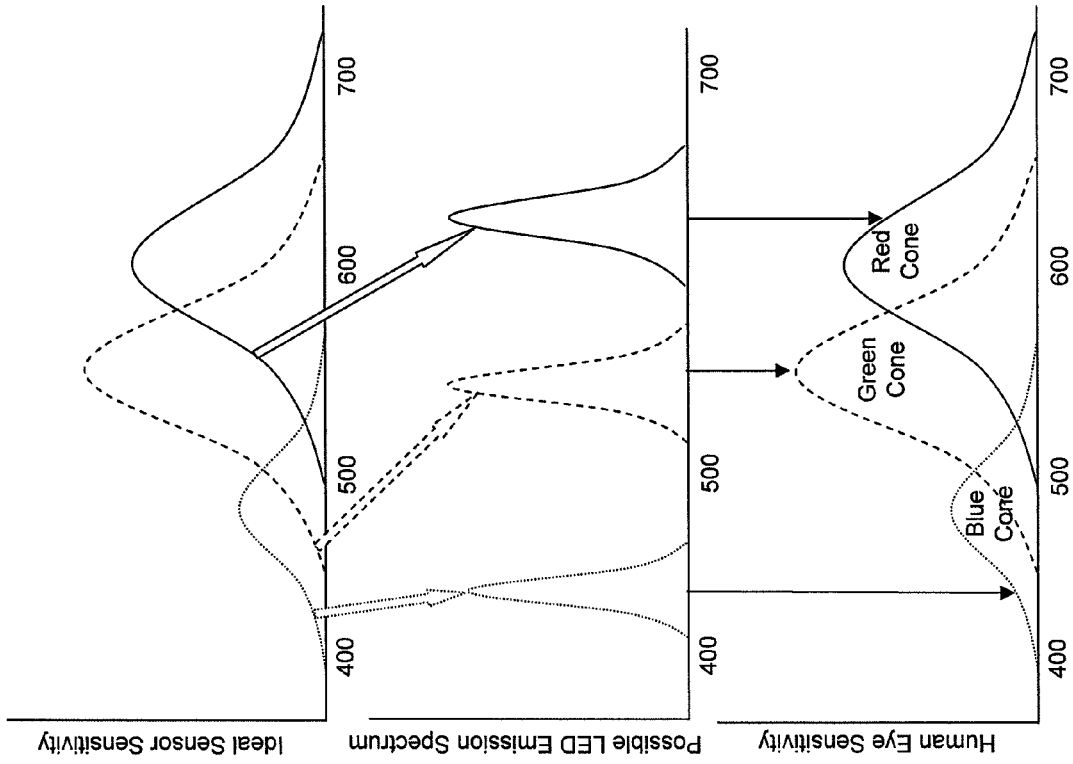 Ideal Sensor Sensitivity
400
500
600
700
Possible LED Emission Spectrum
400
500
700
Human Eye Sensitivity
Blue
Cone
Green
Cone
Red
Cone
400
500
600
700